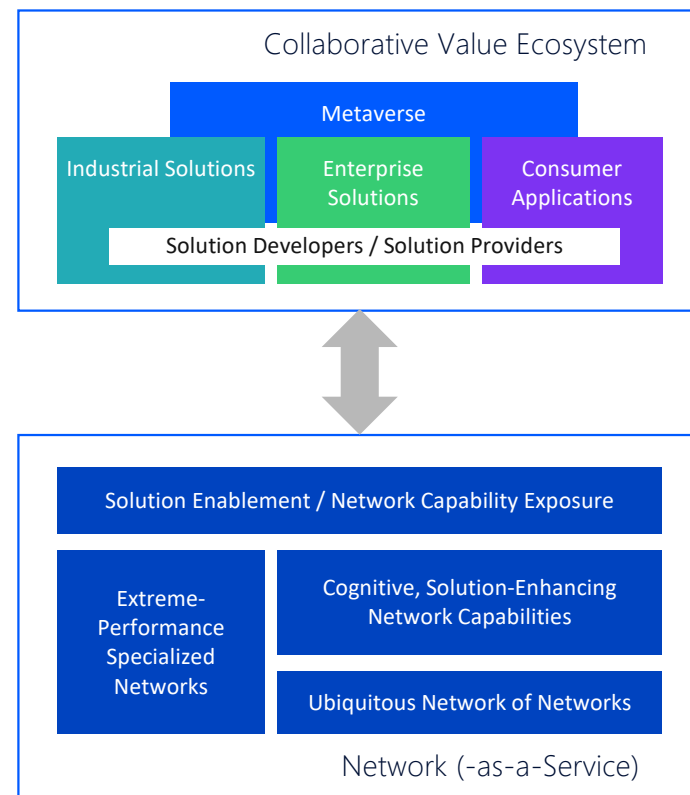 Collaborative Value Ecosystem
Metaverse
Industrial Solutions
Enterprise
Solutions
Consumer
Applications
Solution Developers / Solution Providers
Solution Enablement / Network Capability Exposure
Extreme-
Performance
Specialized
Networks
Cognitive, Solution-Enhancing
Network Capabilities
Ubiquitous Network of Networks
Network (-as-a-Service)